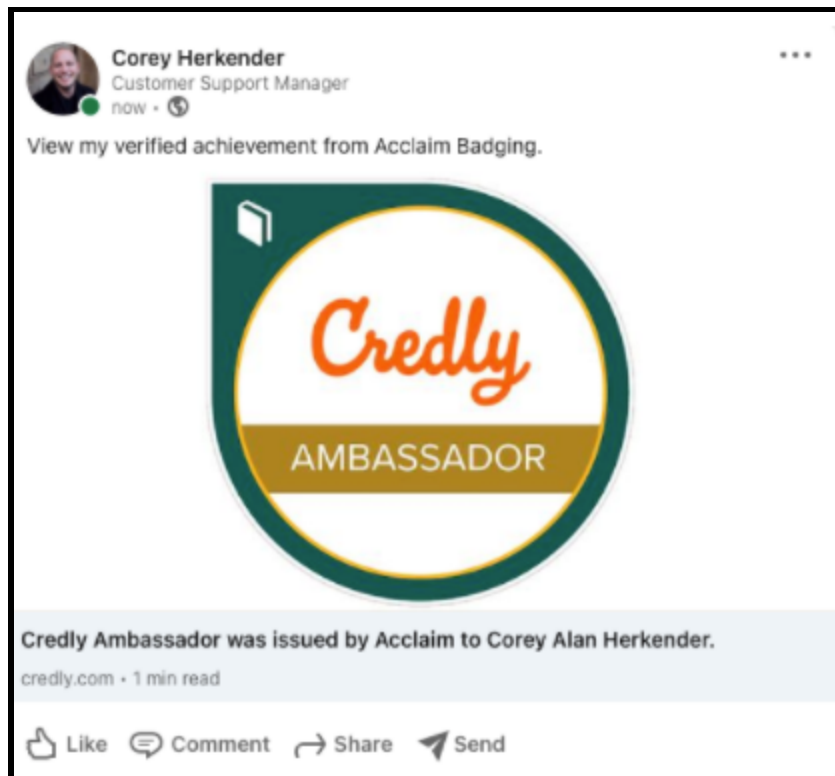 Corey Herkender
Customer Support Manager
now •
View my verified achievement from Acclaim Badging.
Credly
AMBASSADOR
Credly Ambassador was issued by Acclaim to Corey Alan Herkender.
credly.com • 1 min read
Like Comment Share Send